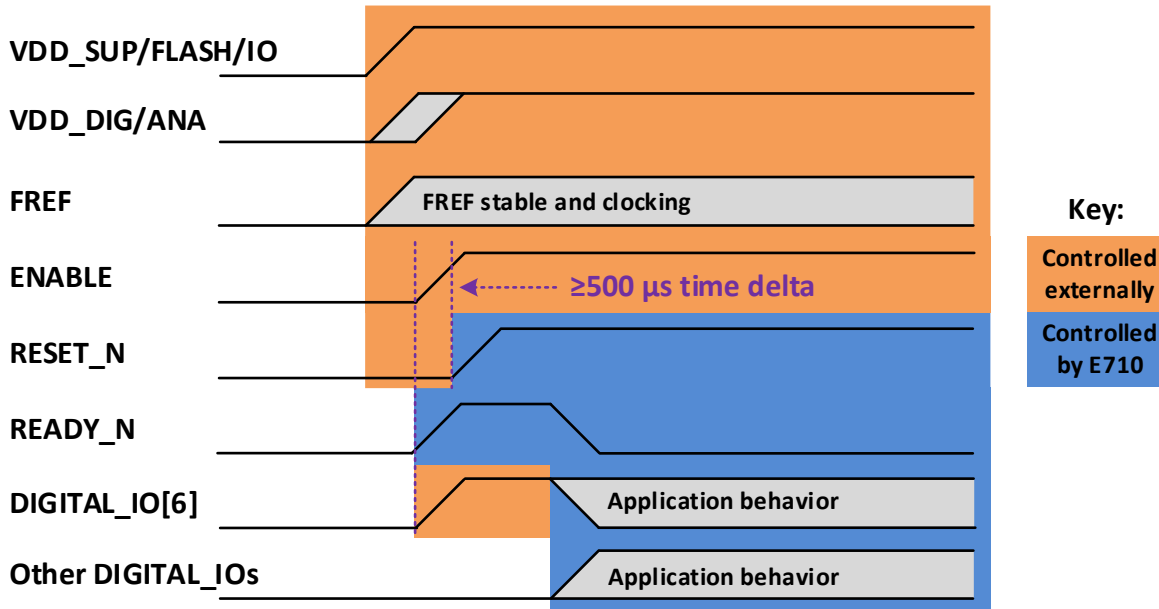 VDD_SUP/FLASH/IO
VDD_DIG/ANA
FREF
FREF stable and clocking
Key:
ENABLE
≥500 µs time delta
Controlled
externally
RESET_N
Controlled
by E710
READY_N
DIGITAL_IO[6]
Application behavior
Other DIGITAL_IOs
Application behavior